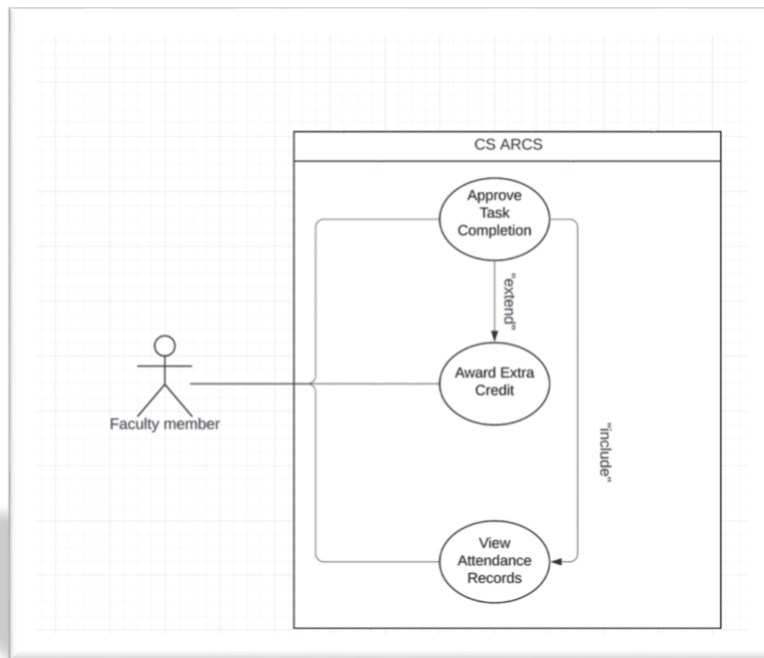 CS ARCS
Approve
Task
Completion
"extend"
Award Extra
Credit
Faculty member
"include"
View
Attendance
Records